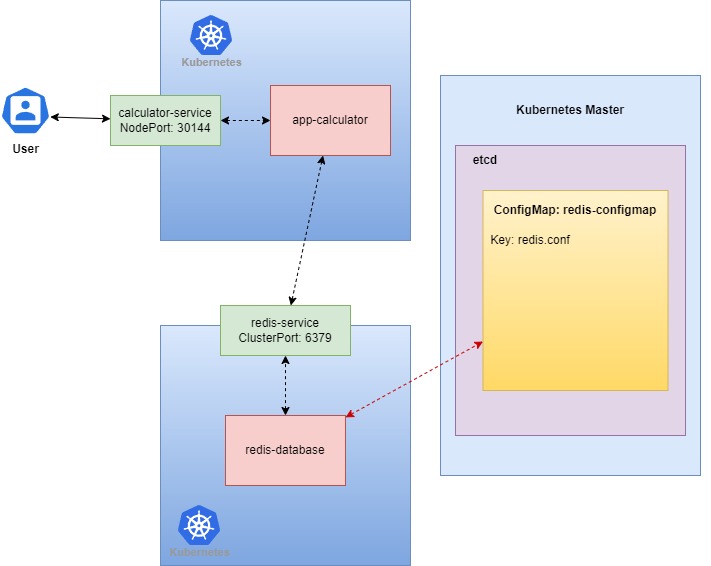 Kubernetes
calculator-service
NodePort: 30144
app-calculator
User
Kubernetes Master
etcd
ConfigMap: redis-configmap
Key: redis.conf
redis-service
ClusterPort: 6379
redis-database
Kubernetes